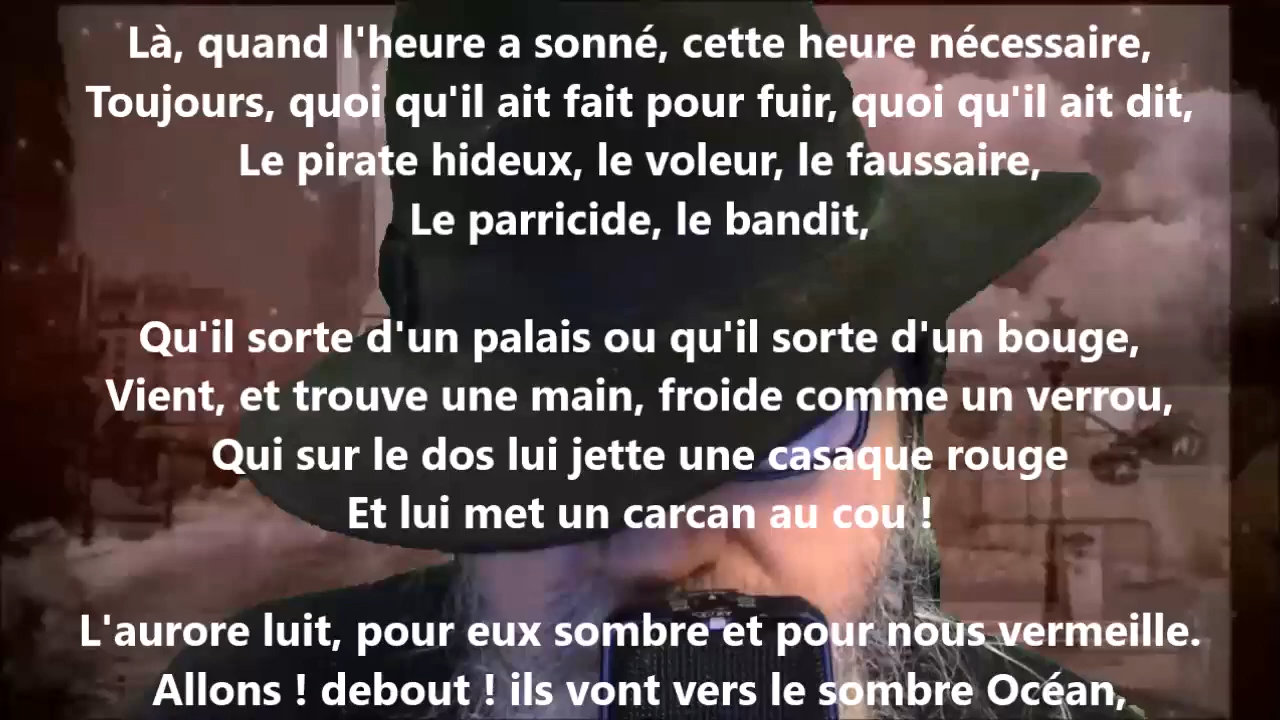 Là, quand l'heure a sonné, cette heure nécessaire,
Toujours, quoi qu'il ait fait pour fuir, quoi qu'il ait dit,
Le pirate hideux, le voleur, le faussaire,
Le parricide, le bandit,
Qu'il sorte d'un palais ou qu'il sorte d'un bouge,
Vient, et trouve une main, froide comme un verrou,
Qui sur le dos lui jette une casaque rouge
Et lui met un carcan au cou !
L'aurore luit, pour eux sombre et pour nous vermeille.
Allons ! debout ! ils vont vers le sombre Océan,